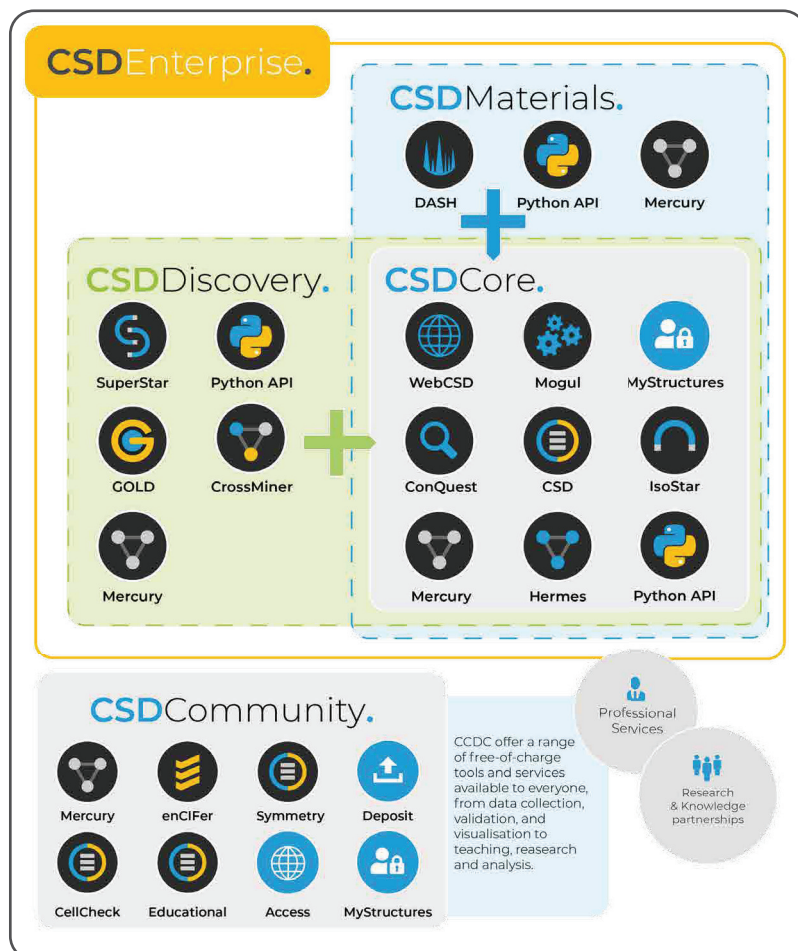 CSDEnterprise.
CSDMaterials.
DASH
Python API
Mercury
CSDDiscovery.
SuperStar
Python API
GOLD
CrossMiner
Mercury
CSDCore.
WebCSD
Mogul
MyStructures
ConQuest
CSD
IsoStar
Mercury
Hermes
Python API
CSDCommunity.
Mercury
enCIFer
Symmetry
Deposit
CellCheck
Educational
Access
MyStructures
CCDC offer a range
of free-of-charge
tools and services
available to everyone,
from data collection,
validation, and
visualisation to
teaching, reasearch
and analysis.
Professional
Services
Research
& Knowledge
partnerships